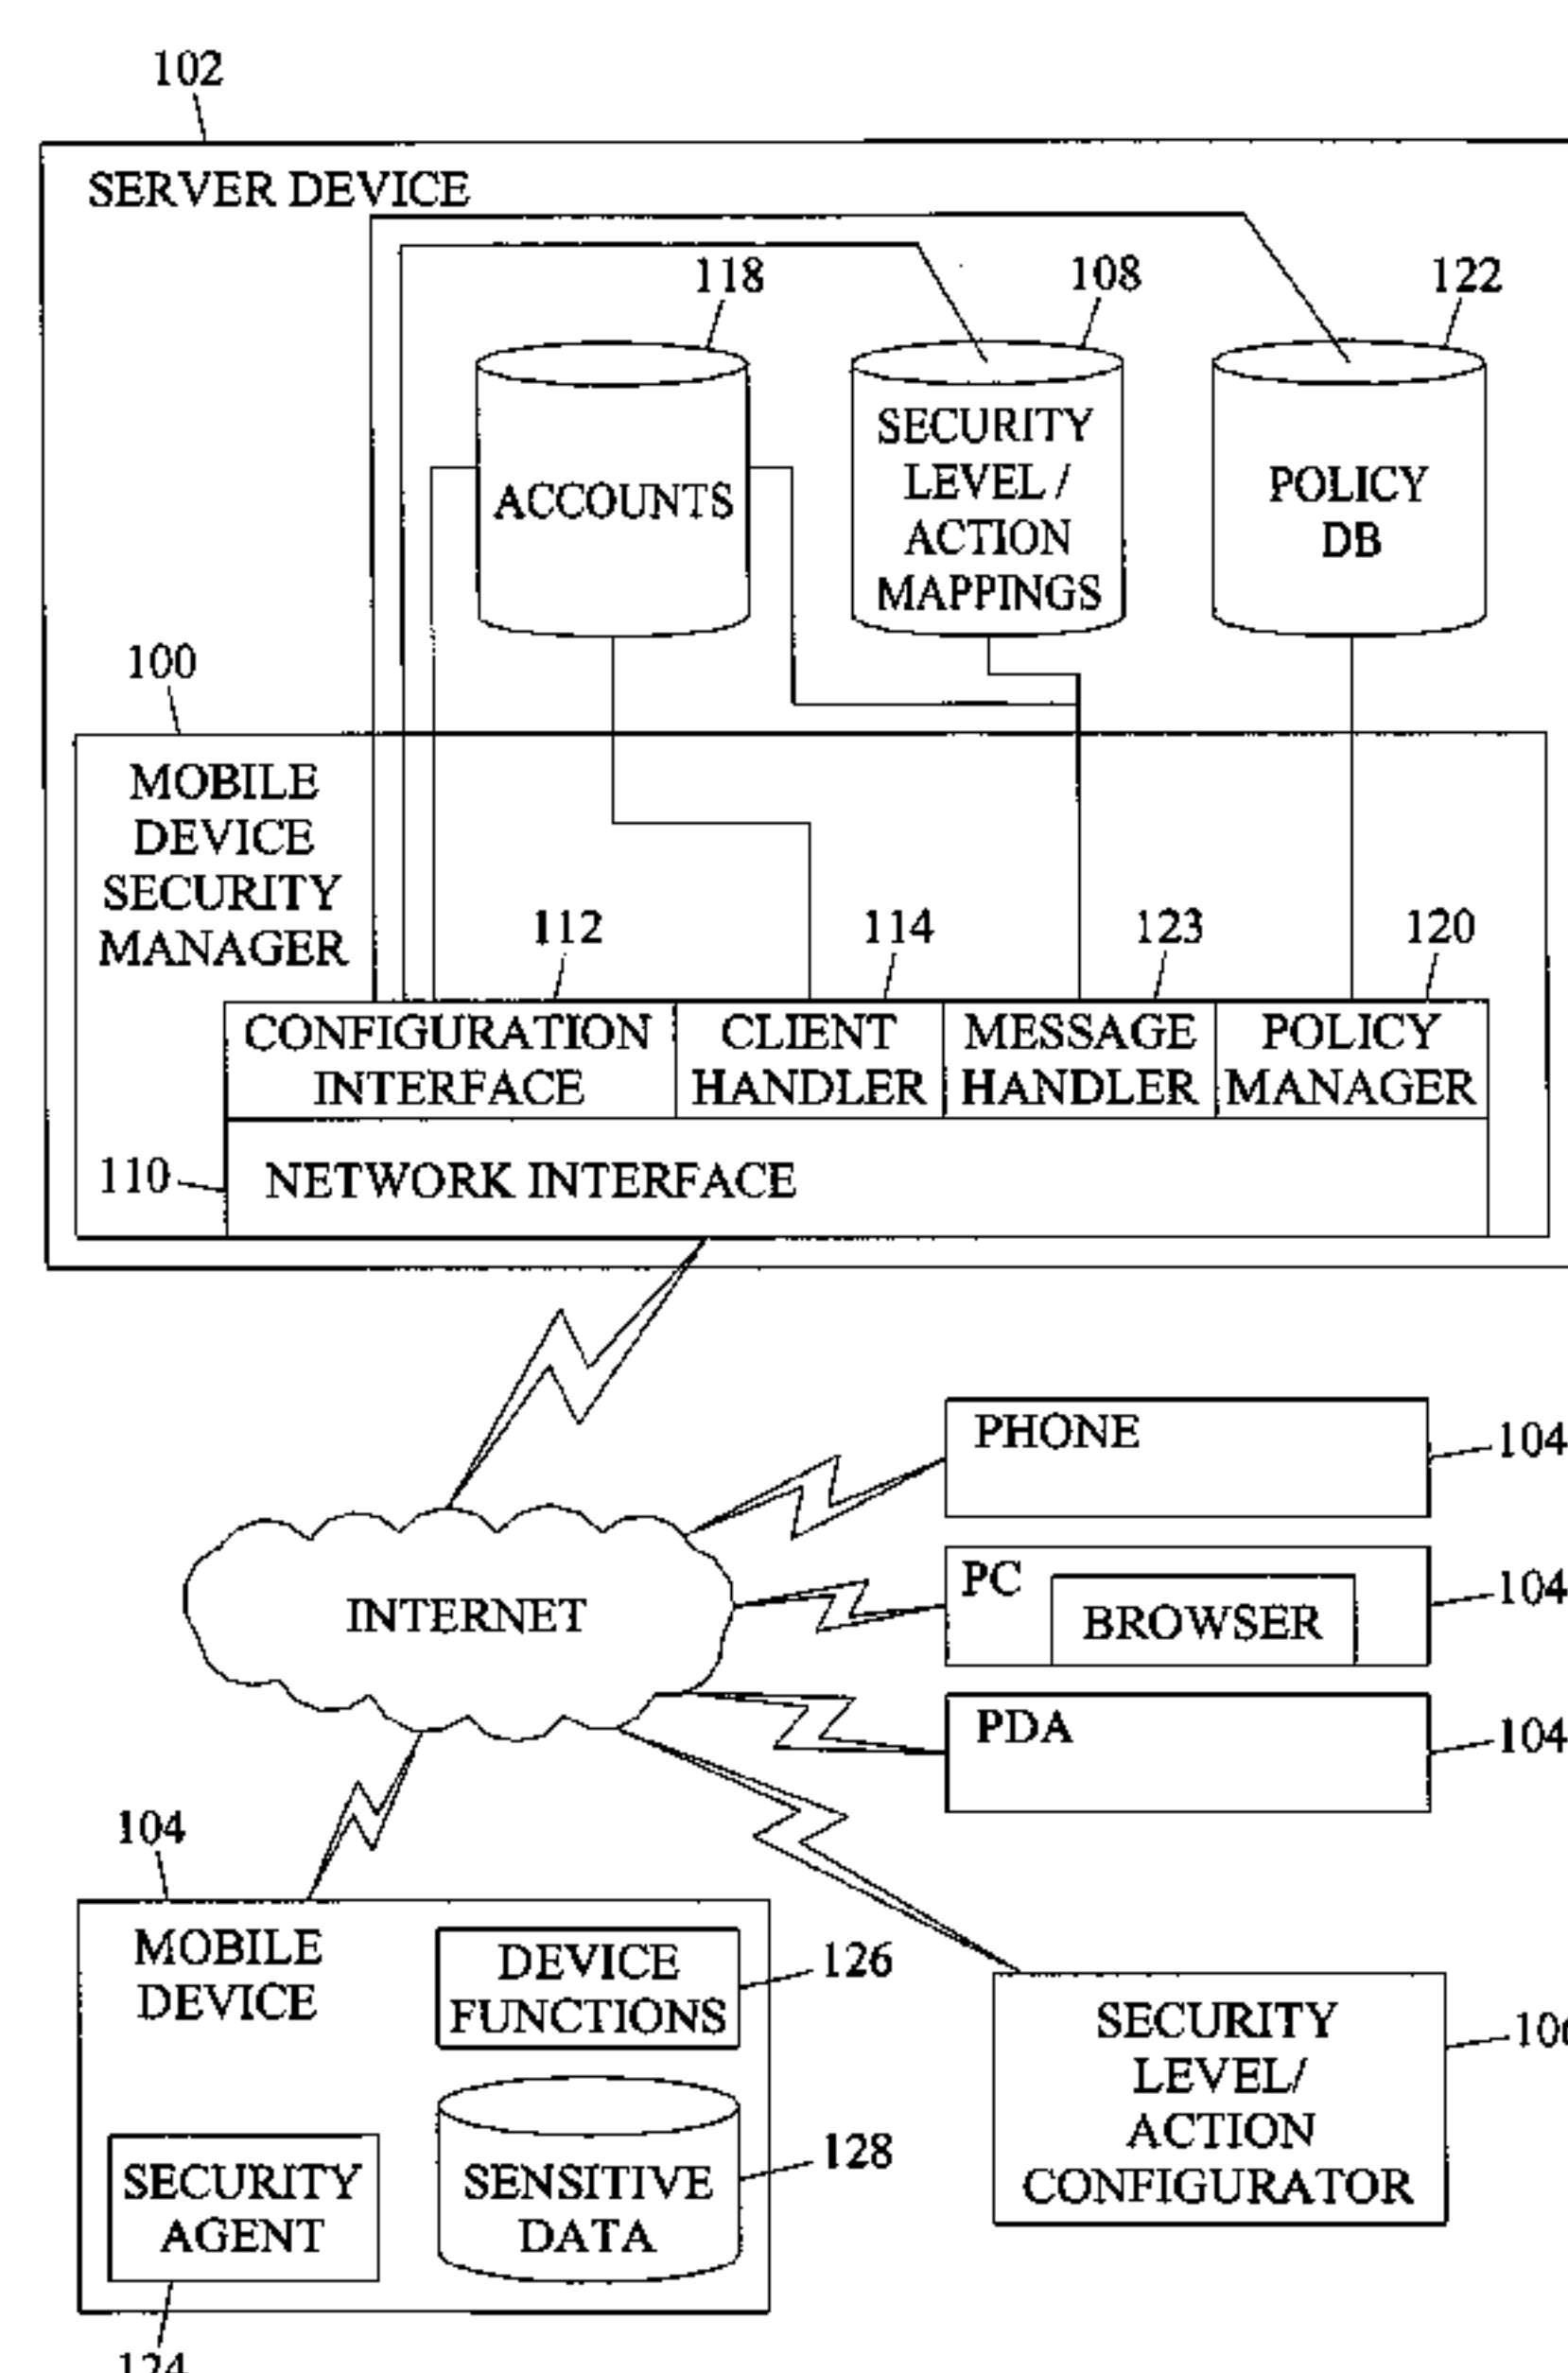 102
SERVER DEVICE
118
108
122
ACCOUNTS
SECURITY
LEVEL /
ACTION
MAPPINGS
POLICY
DB
100
MOBILE
DEVICE
SECURITY
MANAGER
112
114
123
120
CONFIGURATION
INTERFACE
CLIENT
HANDLER
MESSAGE
HANDLER
POLICY
MANAGER
110
NETWORK INTERFACE
PHONE
104
PC
BROWSER
104
INTERNET
PDA
104
104
MOBILE
DEVICE
DEVICE
FUNCTIONS
126
SECURITY
LEVEL/
ACTION
CONFIGURATOR
SECURITY
AGENT
SENSITIVE
DATA
128
124